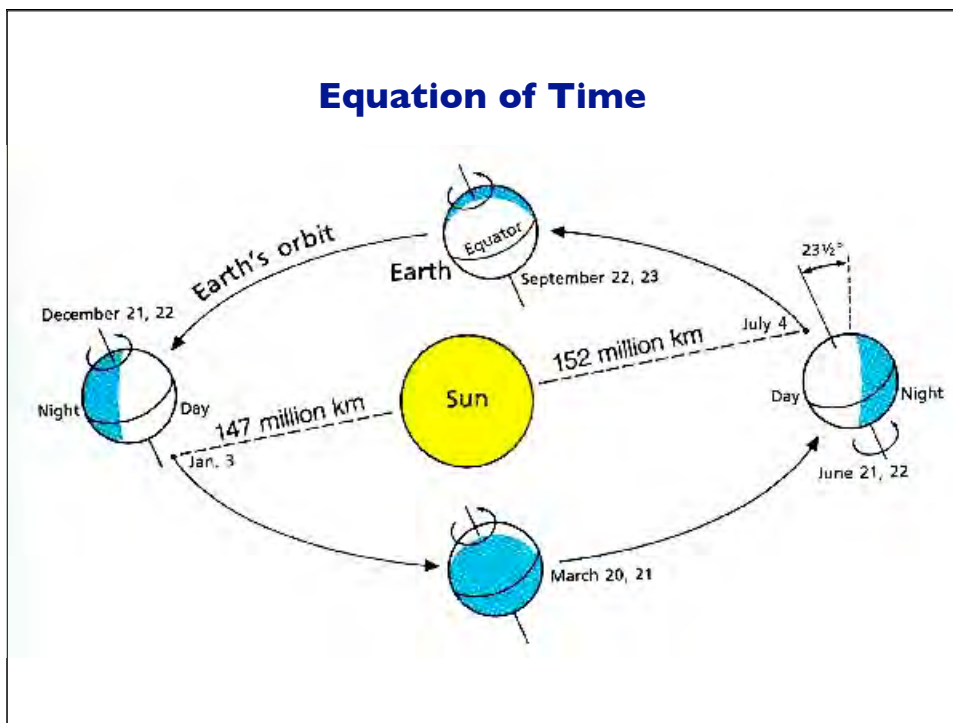 Equation of Time
Earth's orbit
Equator
Earth
September 22, 23
23½°
December 21, 22
July 4
152 million km
Sun
Night
Day
147 million km
Jan. 3
Day
Night
June 21, 22
March 20, 21